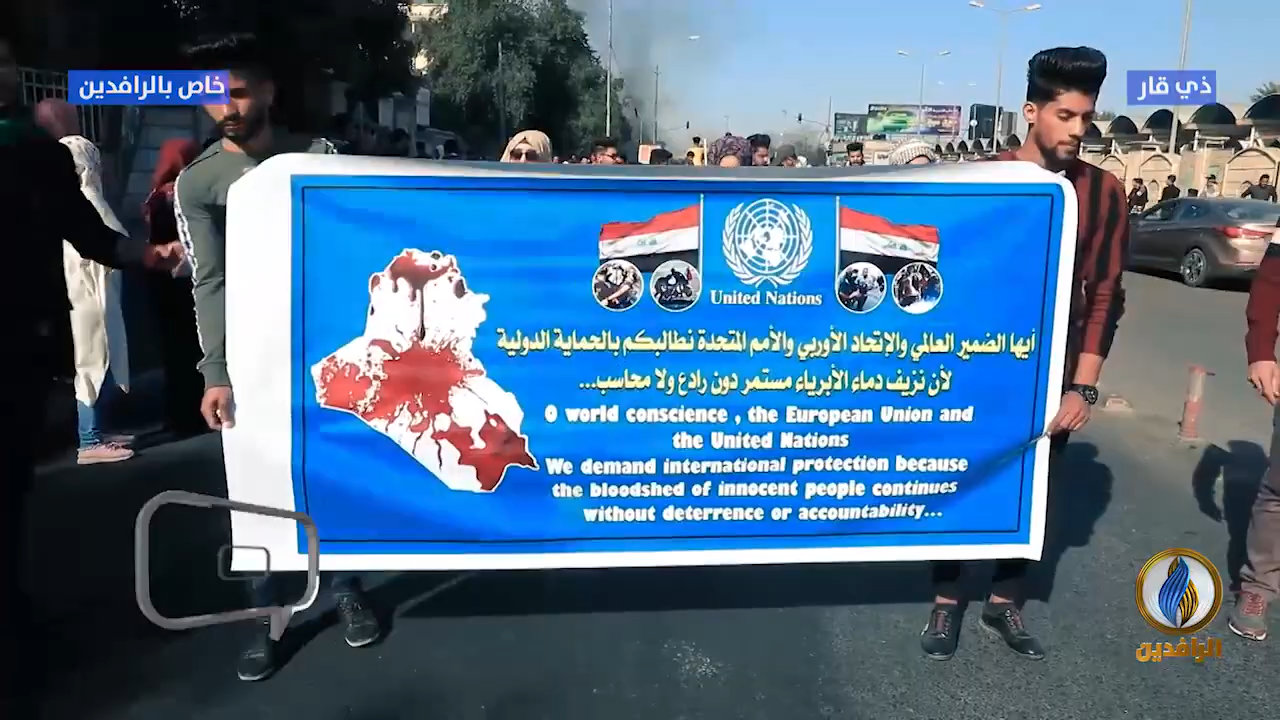 خاص بالرافدين
ذي قار
United Nations
أيها الضمير العالمي والإتحاد الأوربي والأمم المتحدة نطالبكم بالحماية الدولية
لأن نزيف دماء الأبرياء مستمر دون رادع ولا محاسب...
O world conscience , the European Union and
the United Nations
We demand international protection because
the bloodshed of innocent people continues
without deterrence or accountability...
الرافدين